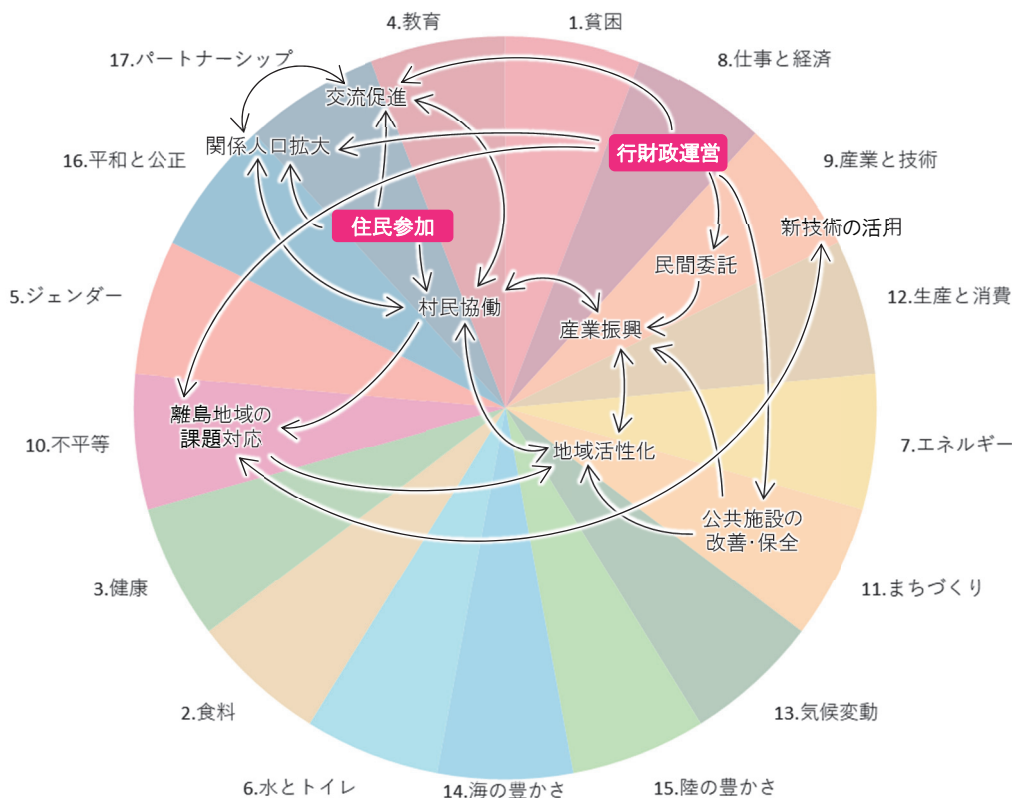 4.教育
1.貧困
17.パートナーシップ
8.仕事と経済
交流促進
関係人口拡大
行財政運営
16.平和と公正
9.産業と技術
住民参加
新技術の活用
民間委託
5.ジェンダー
12.生産と消費
村民協働
産業振興
離島地域の
課題対応
10.不平等
地域活性化
7.エネルギー
公共施設の
改善・保全
3.健康
11.まちづくり
2.食料
13.気候変動
6.水とトイレ
14.海の豊かさ
15.陸の豊かさ